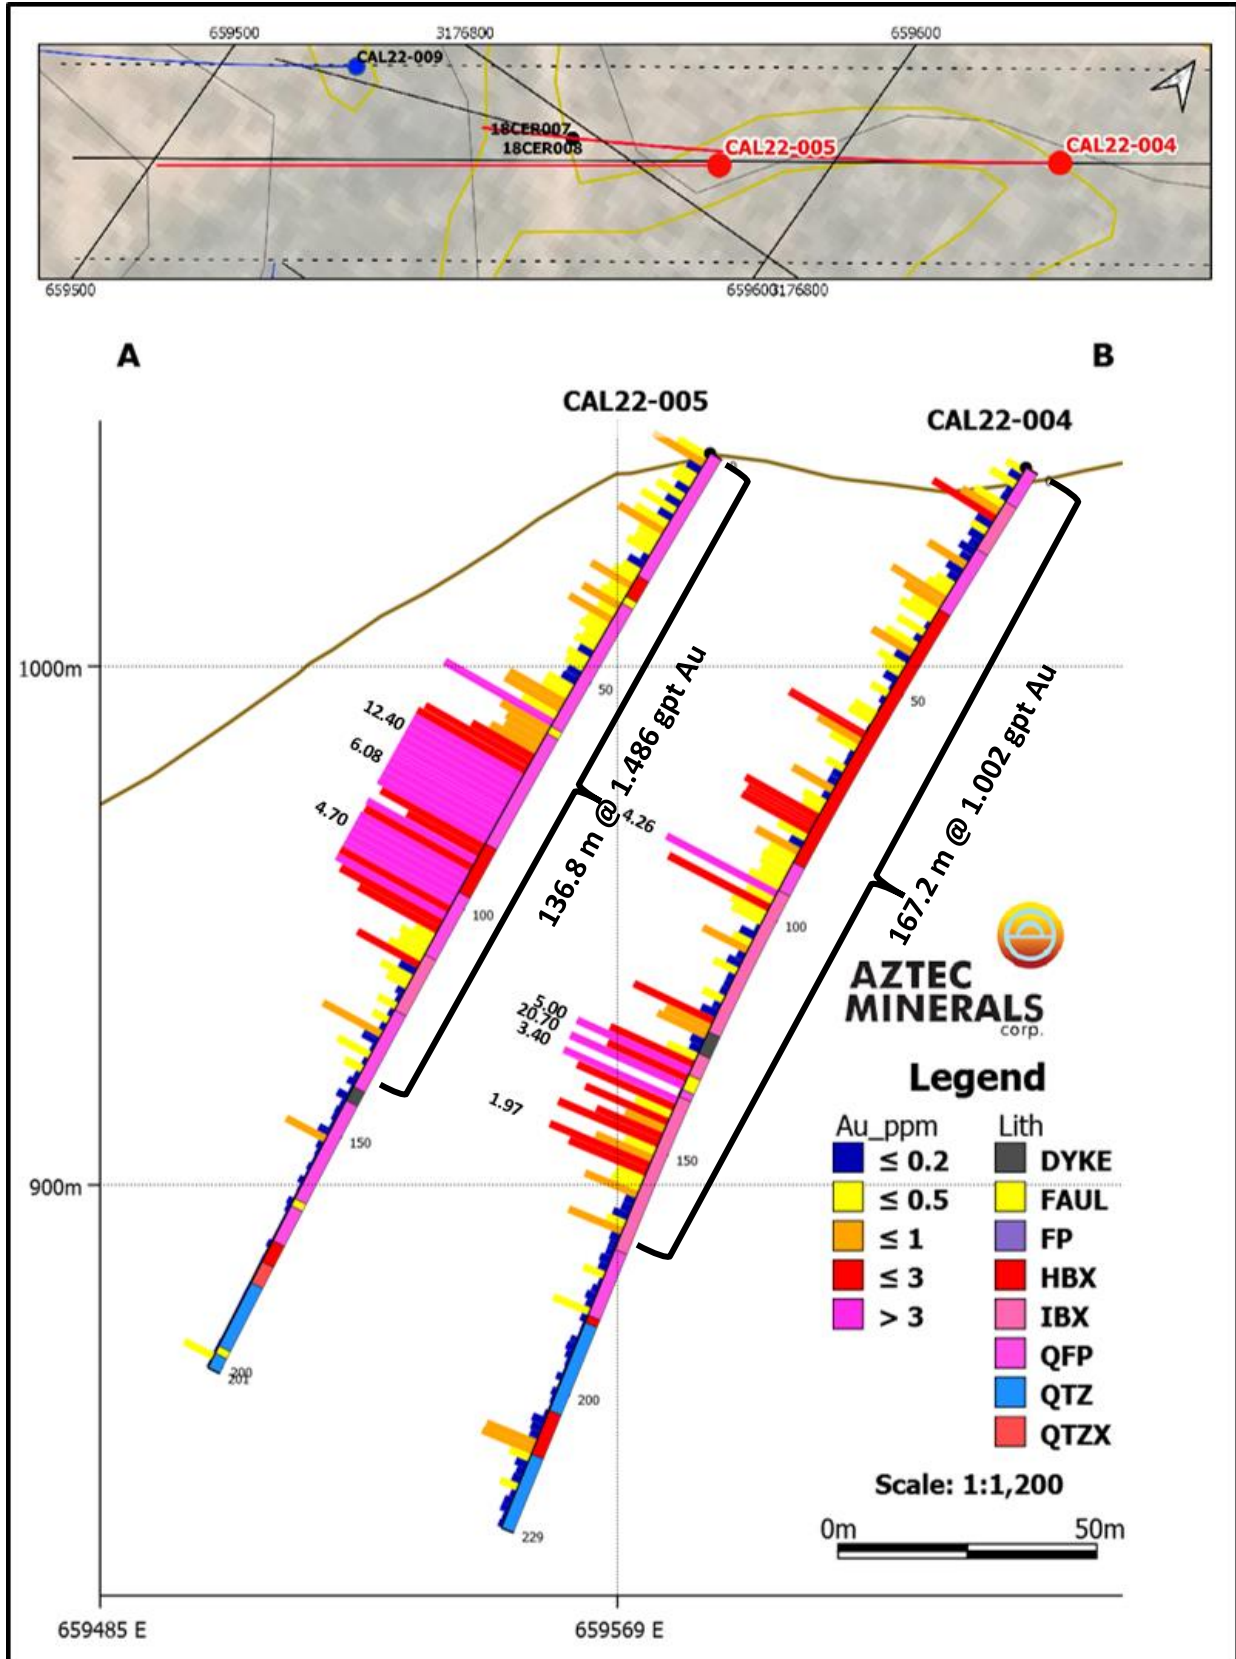 659500
3176800
659600
CAL22-009
18CER007
18CER008
CAL22-005
CAL22-004
659500
659600
3176800
A
B
CAL22-005
CAL22-004
0
0
1000m
12.40
6.08
4.70
50
50
136.8 m @ 1.486 gpt Au
4.26
167.2 m @ 1.002 gpt Au
100
100
AZTEC
MINERALS
corp.
5.00
20.70
3.40
1.97
150
150
900m
Legend
Au_ppm
Lith
≤ 0.2
DYKE
≤ 0.5
FAUL
≤ 1
FP
≤ 3
HBX
> 3
IBX
QFP
QTZ
QTZX
200
201
200
229
Scale: 1:1,200
0m
50m
659485 E
659569 E